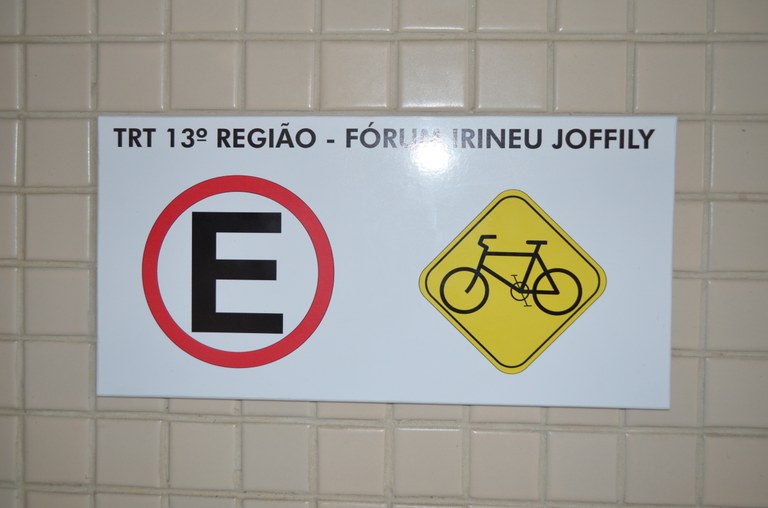 TRT 13º REGIÃO - FÓRUM IRINEU JOFFILY
E